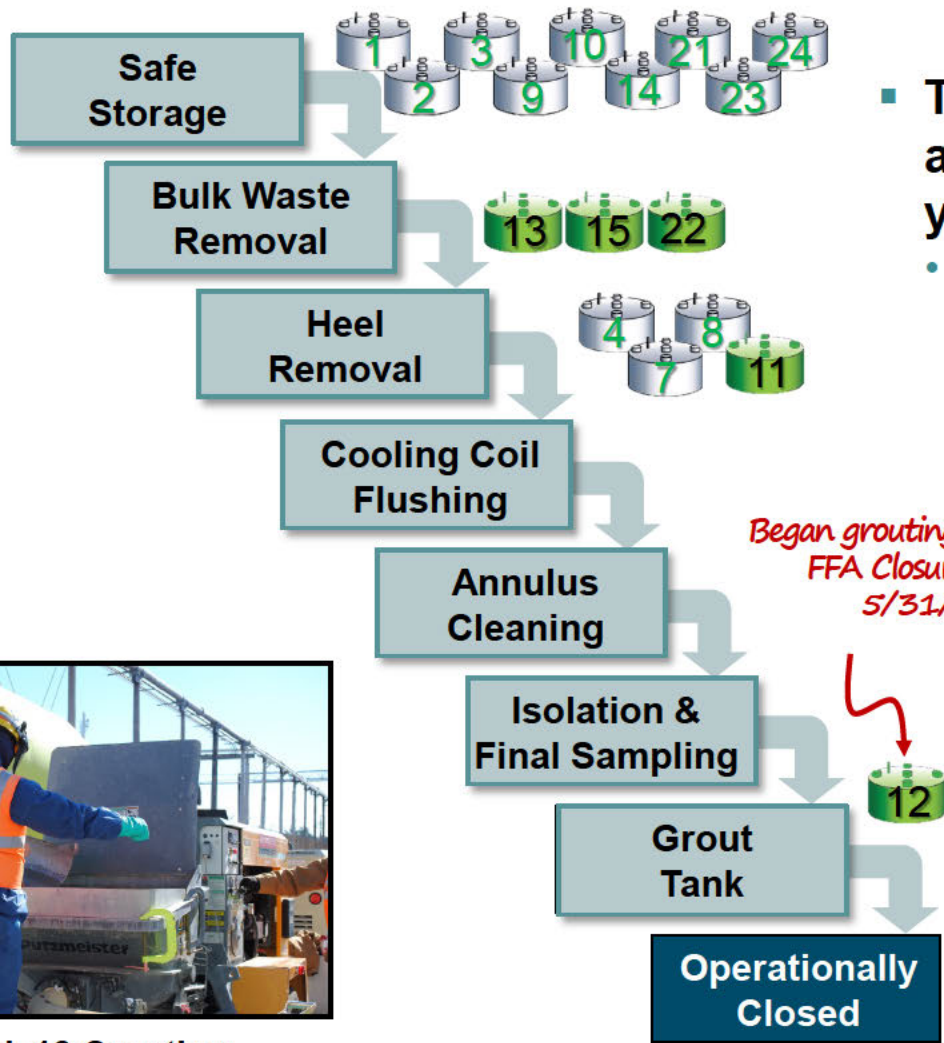 Safe
Storage
1
3
10
21
24
2
9
14
23
Bulk Waste
Removal
13
15
22
Heel
Removal
4
8
7
11
Cooling Coil
Flushing
Annulus
Cleaning
Began grouting
FFA
5/31/
Isolation &
Final Sampling
12
Grout
Tank
Operationally
Closed
Putzmeister